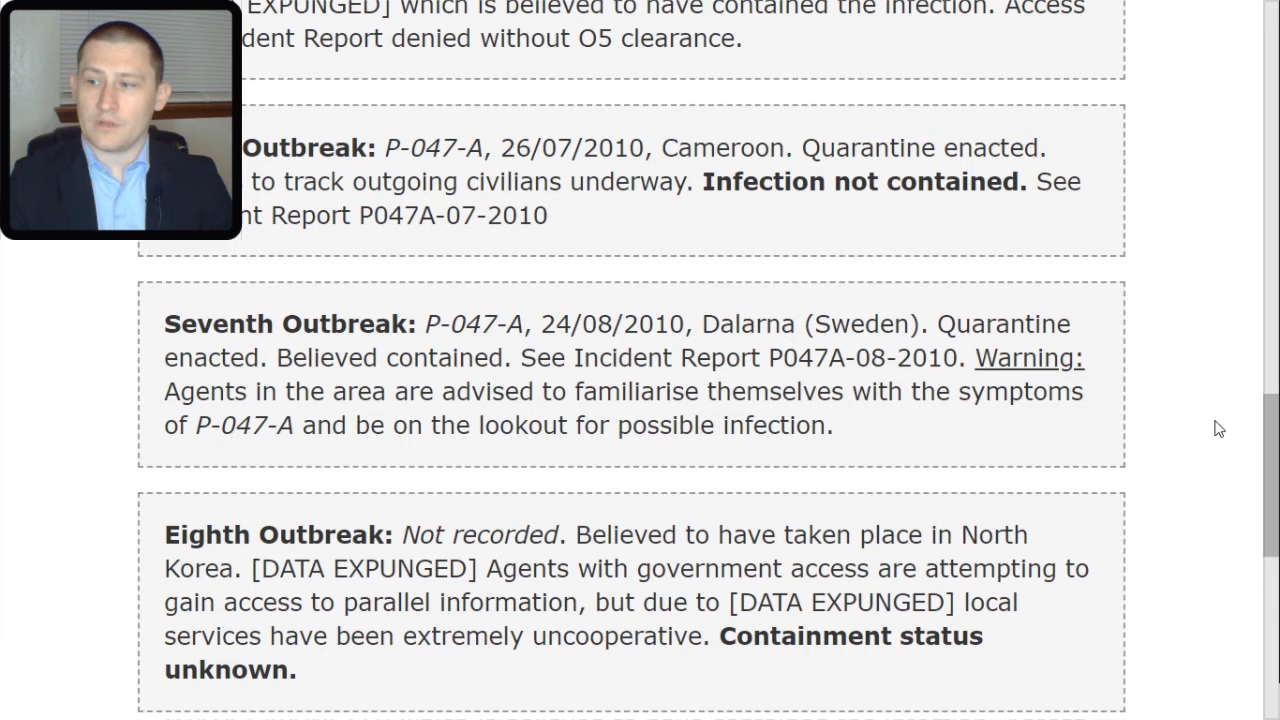 EXPUNGED] which is believed to have contained the infection. Access
dent Report denied without O5 clearance.
Outbreak: P-047-A, 26/07/2010, Cameroon. Quarantine enacted.
to track outgoing civilians underway. Infection not contained. See
nt Report P047A-07-2010
Seventh Outbreak: P-047-A, 24/08/2010, Dalarna (Sweden). Quarantine
enacted. Believed contained. See Incident Report P047A-08-2010. Warning:
Agents in the area are advised to familiarise themselves with the symptoms
of P-047-A and be on the lookout for possible infection.
Eighth Outbreak: Not recorded. Believed to have taken place in North
Korea. [DATA EXPUNGED] Agents with government access are attempting to
gain access to parallel information, but due to [DATA EXPUNGED] local
services have been extremely uncooperative. Containment status
unknown.